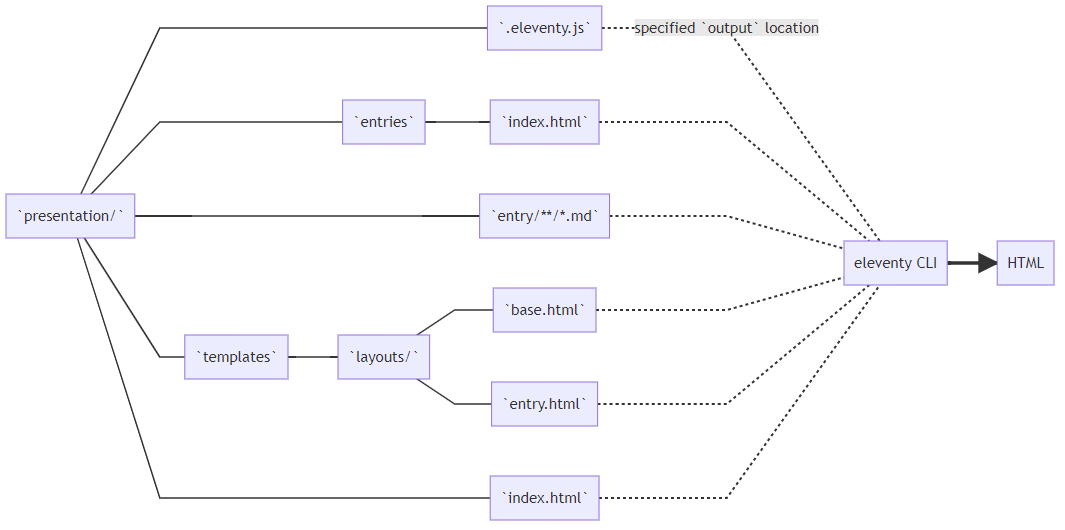 `.eleventy.js`
specified `output` location
`entries`
`index.html`
`presentation/`
`entry/**/*.md`
eleventy CLI
HTML
`base.html`
`templates`
`layouts/`
`entry.html`
`index.html`